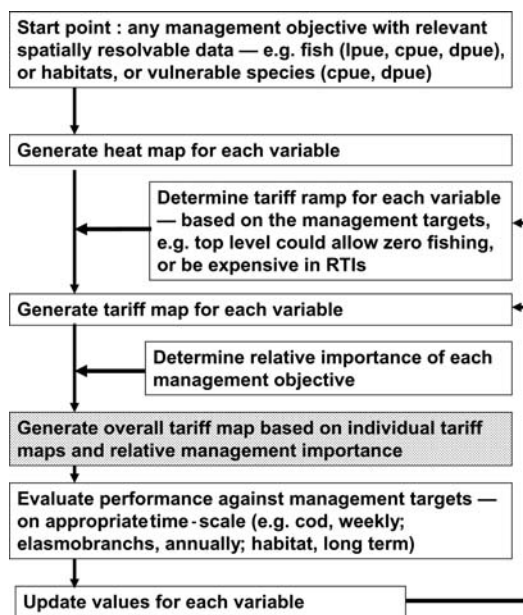 Start point : any management objective with relevant
spatially resolvable data — e.g. fish (lpue, cpue, dpue),
or habitats, or vulnerable species (cpue, dpue)
Generate heat map for each variable
Determine tariff ramp for each variable
— based on the management targets,
e.g. top level could allow zero fishing,
or be expensive in RTIs
Generate tariff map for each variable
Determine relative importance of each
management objective
Generate overall tariff map based on individual tariff
maps and relative management importance
Evaluate performance against management targets —
on appropriate time-scale (e.g. cod, weekly;
elasmobranchs, annually; habitat, long term)
Update values for each variable